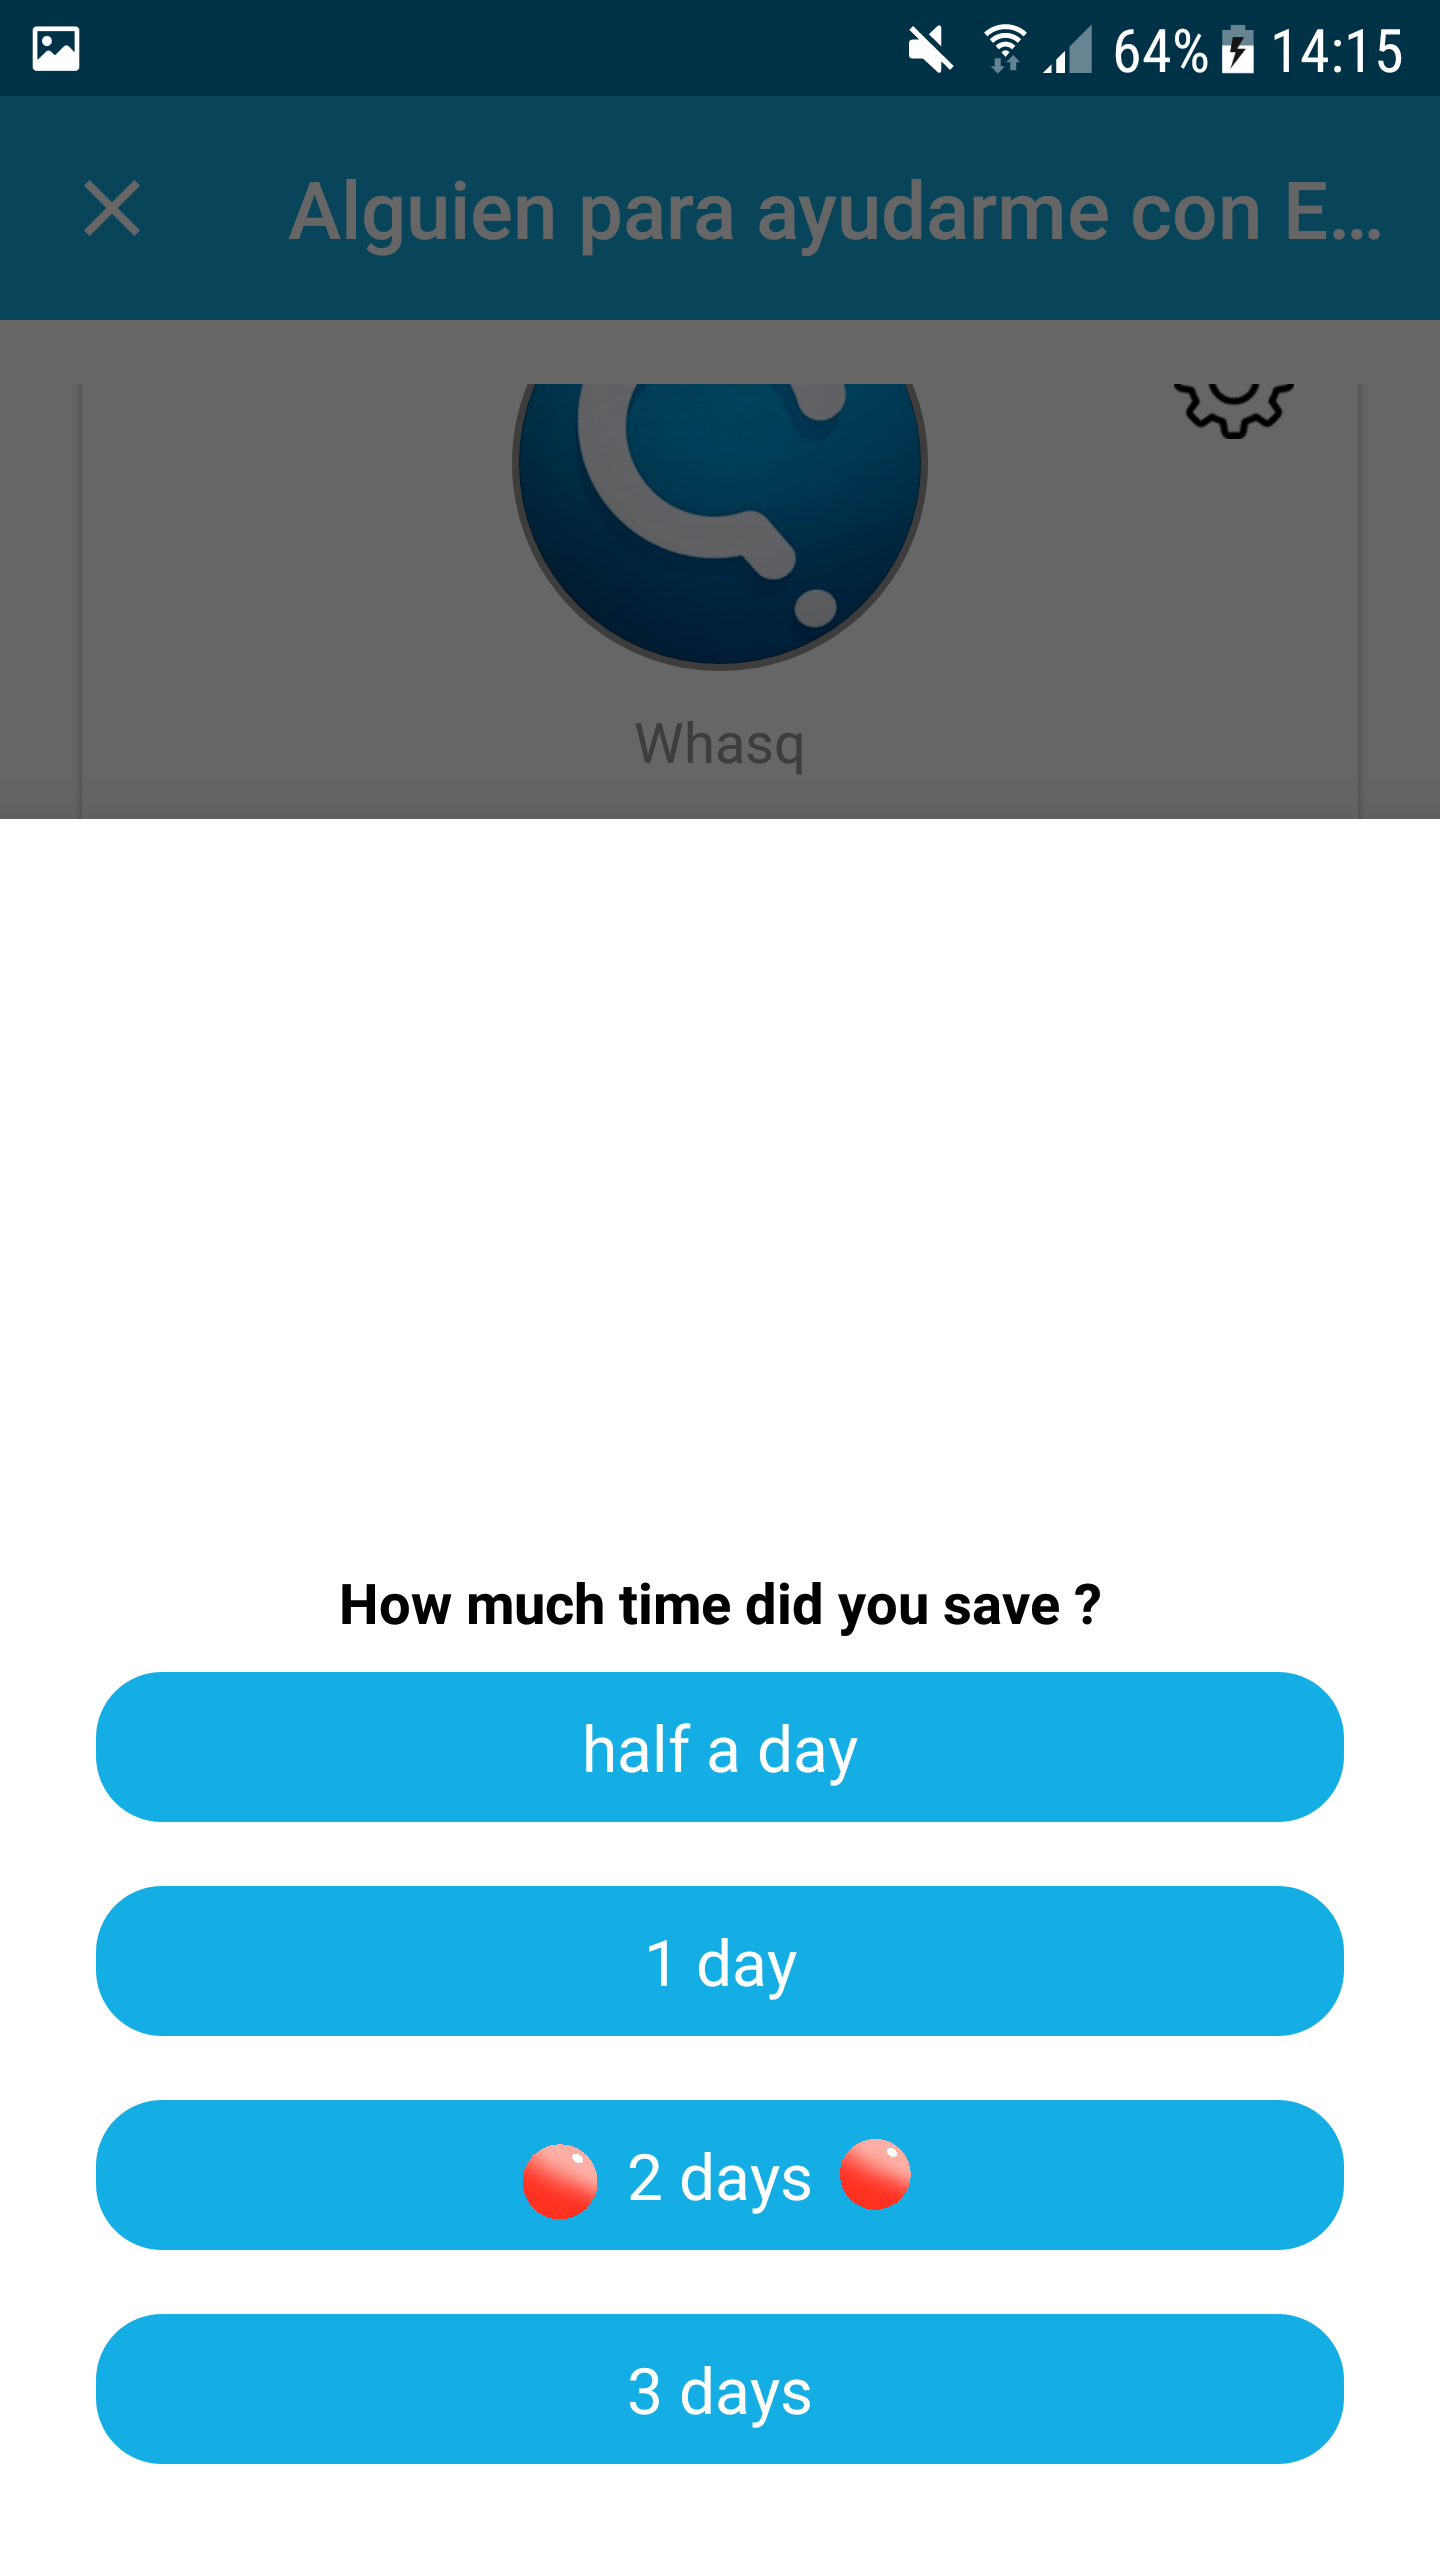 64% 14:15
Alguien para ayudarme con E...
Whasq
How much time did you save ?
half a day
1 day
2 days
3 days